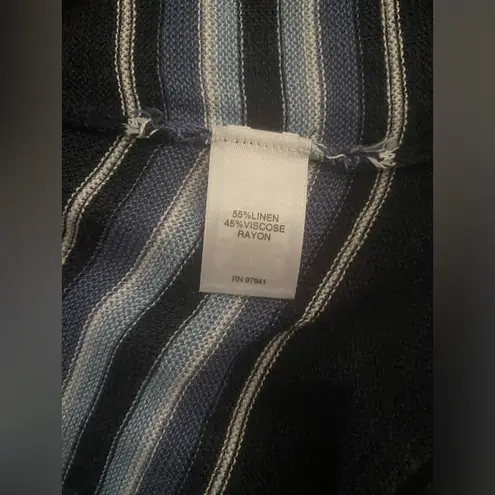 55%LINEN
45%VISCOSE
RAYON
RN 97841